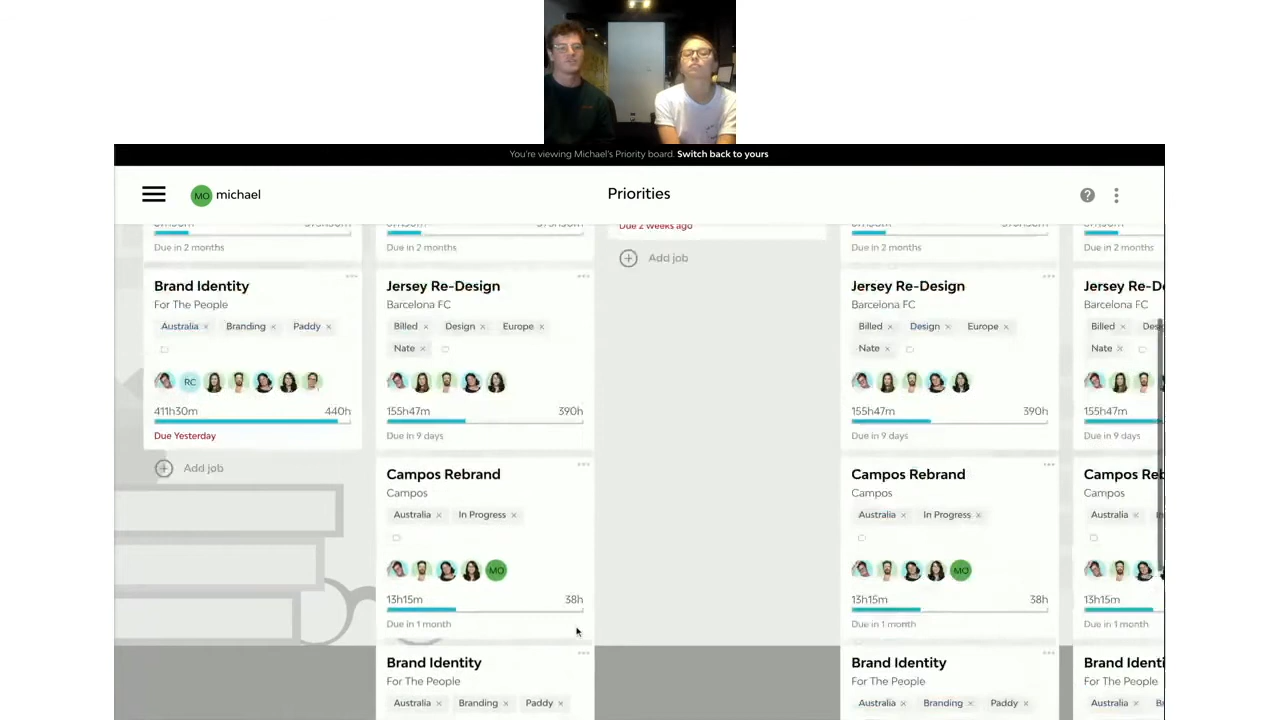 You're viewing Michael's Priority board. Switch back to yours
MO michael
Priorities
Due in 2 months
Due in 2 months
Due 2 weeks ago
Due in 2 months
Due in 2 months
Add job
Brand Identity
For The People
Australia × Branding × Paddy ×
RC
411h30m 440h
Due Yesterday
Add job
Jersey Re-Design
Barcelona FC
Billed × Design × Europe ×
Nate ×
155h47m 390h
Due in 9 days
Campos Rebrand
Campos
Australia × In Progress ×
MO
13h15m 38h
Due in 1 month
Brand Identity
For The People
Australia × Branding × Paddy ×
Jersey Re-Design
Barcelona FC
Billed × Design × Europe ×
Nate ×
155h47m 390h
Due in 9 days
Campos Rebrand
Campos
Australia × In Progress ×
MO
13h15m 38h
Due in 1 month
Brand Identity
For The People
Australia × Branding × Paddy ×
Jersey Re-D
Barcelona FC
Billed ×
Nate ×
155h47m
Due in 9 days
Campos Reb
Campos
Australia ×
13h15m
Due in 1 month
Brand Identi
For The People
Australia ×